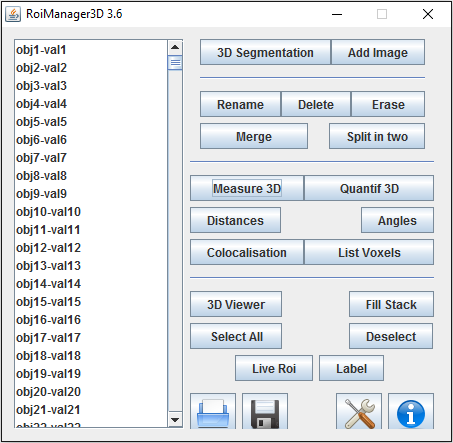 RoiManager3D 3.6
obj1-val1
obj2-val2
obj3-val3
obj4-val4
obj5-val5
obj6-val6
obj7-val7
obj8-val8
obj9-val9
obj10-val10
obj11-val11
obj12-val12
obj13-val13
obj14-val14
obj15-val15
obj16-val16
obj17-val17
obj18-val18
obj19-val19
obj20-val20
obj21-val21
obj22-val22
3D Segmentation Add Image
Rename Delete Erase
Merge Split in two
Measure 3D Quantif 3D
Distances Angles
Colocalisation List Voxels
3D Viewer Fill Stack
Select All Deselect
Live Roi Label